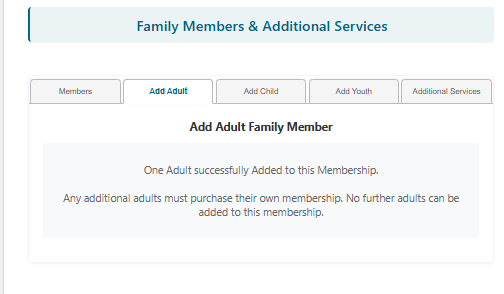 Family Members & Additional Services
Members
Add Adult
Add Child
Add Youth
Additional Services
Add Adult Family Member
One Adult successfully Added to this Membership.
Any additional adults must purchase their own membership. No further adults can be
added to this membership.